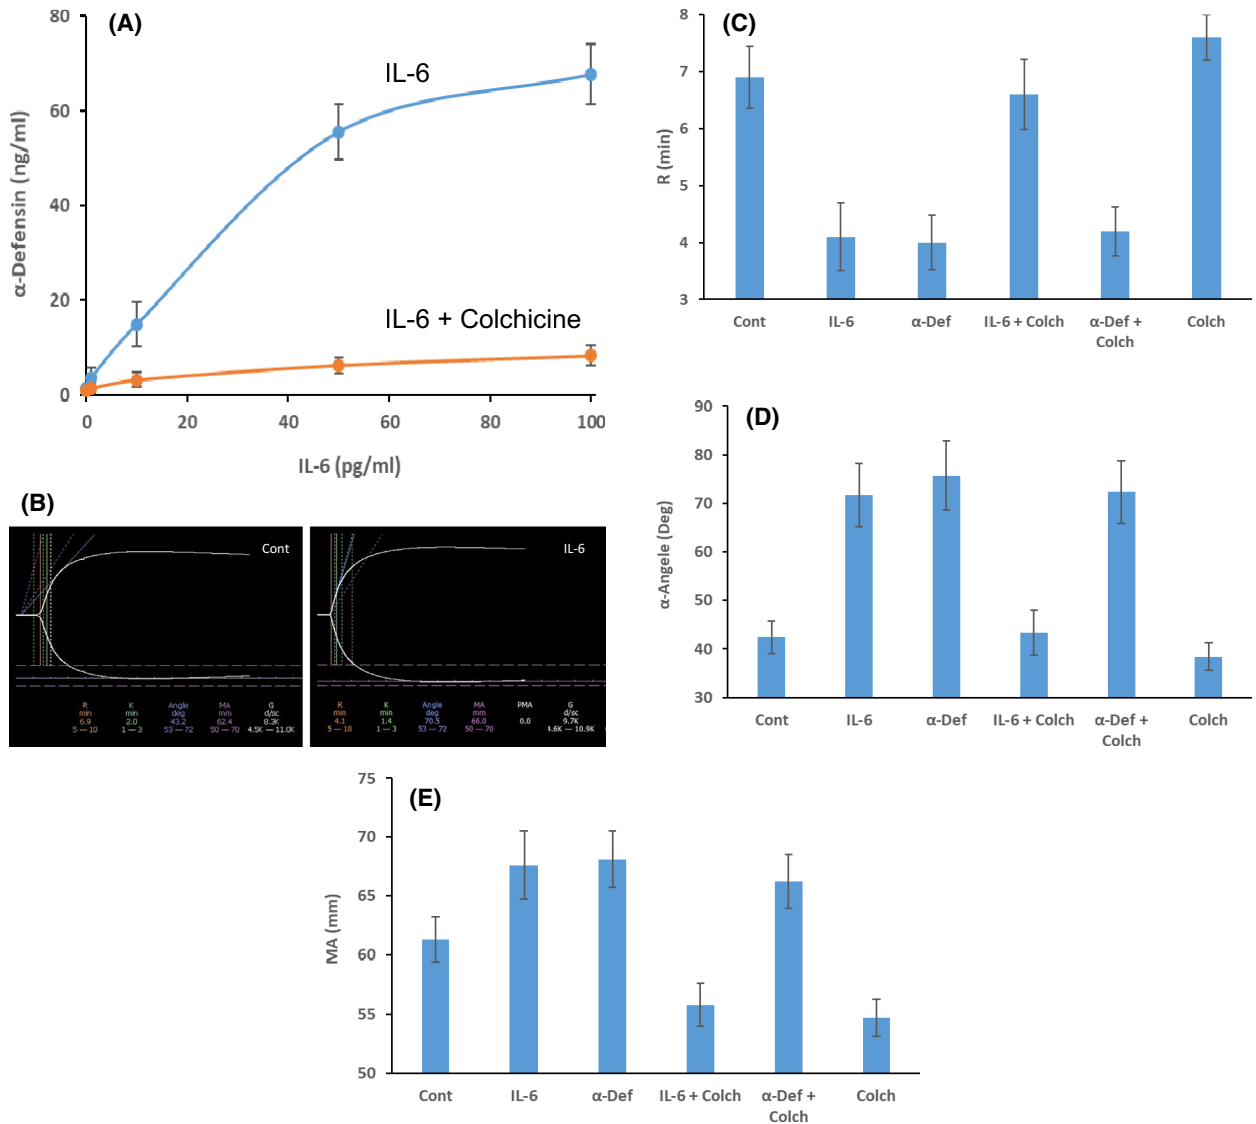 (A)
80
60
40
20
0
α-Defensin (ng/ml)
IL-6
IL-6 + Colchicine
0 20 40 60 80 100
IL-6 (pg/ml)
(B)
Cont
R K Angle MA G
min min deg mm d/sc
6.9 2.0 43.2 62.4 8.3K
5 — 10 1 — 3 53 — 72 50 — 70 4.5K — 11.0K
IL-6
R K Angle MA PMA G
min min deg mm d/sc
4.1 1.4 70.5 66.0 0.0 9.7K
5 — 10 1 — 3 53 — 72 50 — 70 4.6K — 10.9K
(C)
8
7
6
5
4
3
R (min)
Cont IL-6 α-Def IL-6 + Colch α-Def + Colch
Colch
(D)
90
80
70
60
50
40
30
α-Angele (Deg)
Cont IL-6 α-Def IL-6 + Colch α-Def + Colch
Colch
(E)
75
70
65
60
55
50
MA (mm)
Cont IL-6 α-Def IL-6 + Colch α-Def + Colch
Colch